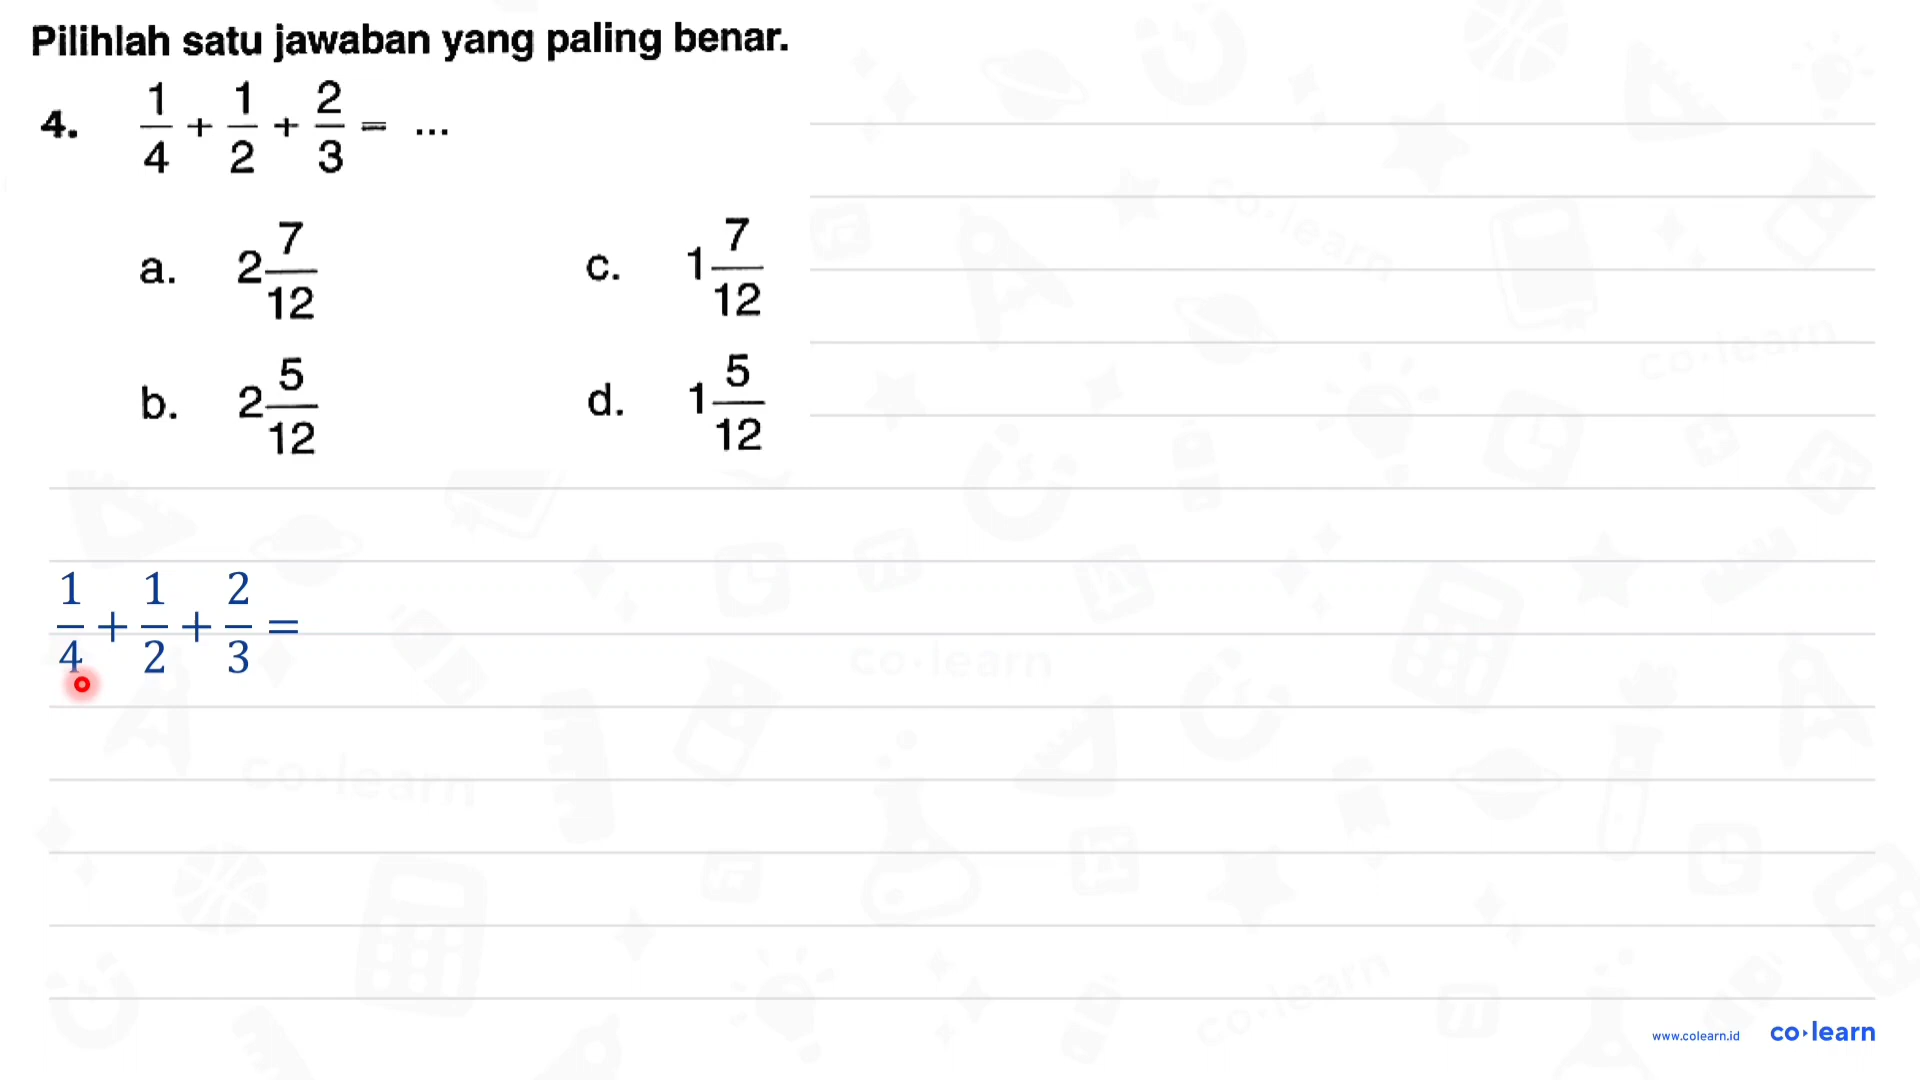 Pilihlah satu jawaban yang paling benar.
4. 1/4 + 1/2 + 2/3 = ...
a. 2 7/12 c. 1 7/12
b. 2 5/12 d. 1 5/12
1/4 + 1/2 + 2/3 =
www.colearn.id co·learn